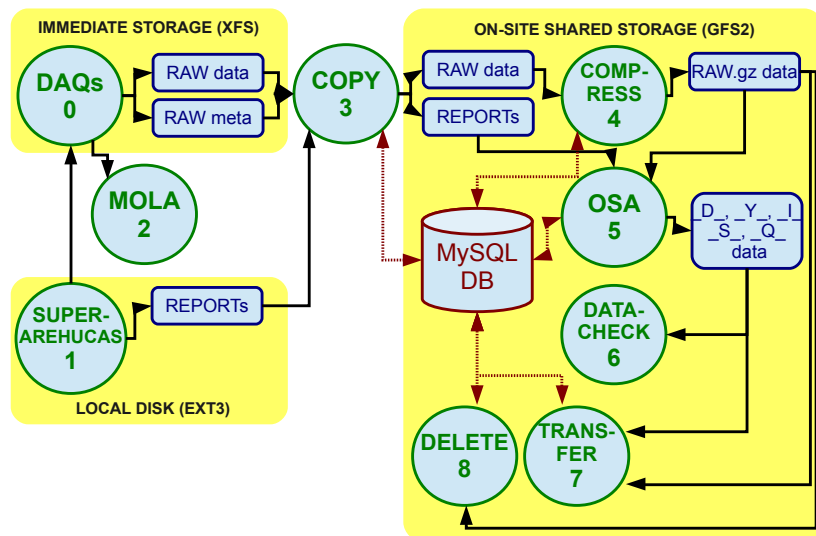 IMMEDIATE STORAGE (XFS)
DAQs
0
RAW data
RAW meta
MOLA
2
SUPER-
AREHUCAS
1
REPORTs
LOCAL DISK (EXT3)
COPY
3
ON-SITE SHARED STORAGE (GFS2)
RAW data
REPORTs
COMP-
RESS
4
RAW.gz data
OSA
5
_D_, _Y_, _I_
_S_, _Q_
data
MySQL
DB
DATA-
CHECK
6
DELETE
8
TRANS-
FER
7